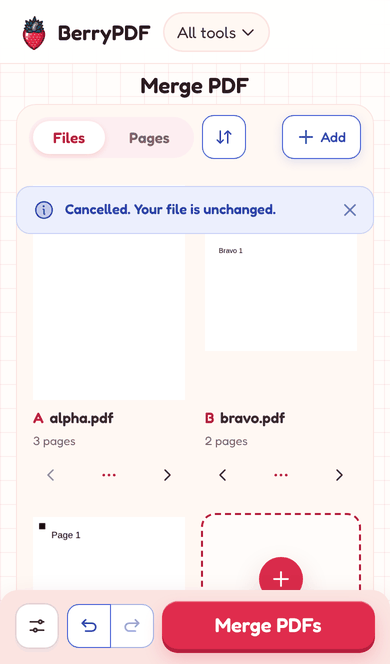 BerryPDF All tools
Merge PDF
Files Pages Add
Cancelled. Your file is unchanged.
Bravo 1
A alpha.pdf B bravo.pdf
3 pages 2 pages
Page 1
Merge PDFs